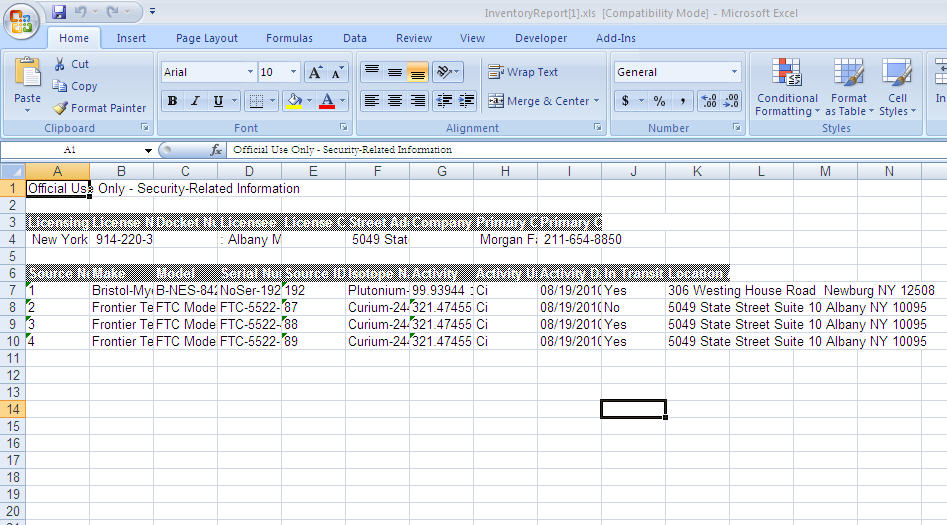 InventoryReport[1].xls [Compatibility Mode] - Microsoft Excel
Home Insert Page Layout Formulas Data Review View Developer Add-Ins
Paste
Cut
Copy
Format Painter
Clipboard
Arial 10
B I U
Font
Wrap Text
Merge & Center
Alignment
General
$ % ,
Number
Conditional Formatting
Format as Table
Cell Styles
Styles
In
A1 fx Official Use Only - Security-Related Information
A B C D E F G H I J K L M N
1 Official Use Only - Security-Related Information
2
3 Licensing License N Docket Nu Licensee License C Street Ad Company Primary C Primary C
4 New York 914-220-3 : Albany M 5049 Stat Morgan Fa 211-654-8850
5
6 Source N Make Model Serial Nu Source ID Isotope N Activity Activity U Activity D In Transit Location
7 1 Bristol-Mye B-NES-842 NoSer-192 192 Plutonium- 99.93944 Ci 08/19/2010 Yes 306 Westing House Road Newburg NY 12508
8 2 Frontier Te FTC Mode FTC-5522- 87 Curium-244 321.47455 Ci 08/19/2010 No 5049 State Street Suite 10 Albany NY 10095
9 3 Frontier Te FTC Mode FTC-5522- 88 Curium-244 321.47455 Ci 08/19/2010 Yes 5049 State Street Suite 10 Albany NY 10095
10 4 Frontier Te FTC Mode FTC-5522- 89 Curium-244 321.47455 Ci 08/19/2010 Yes 5049 State Street Suite 10 Albany NY 10095
11
12
13
14
15
16
17
18
19
20